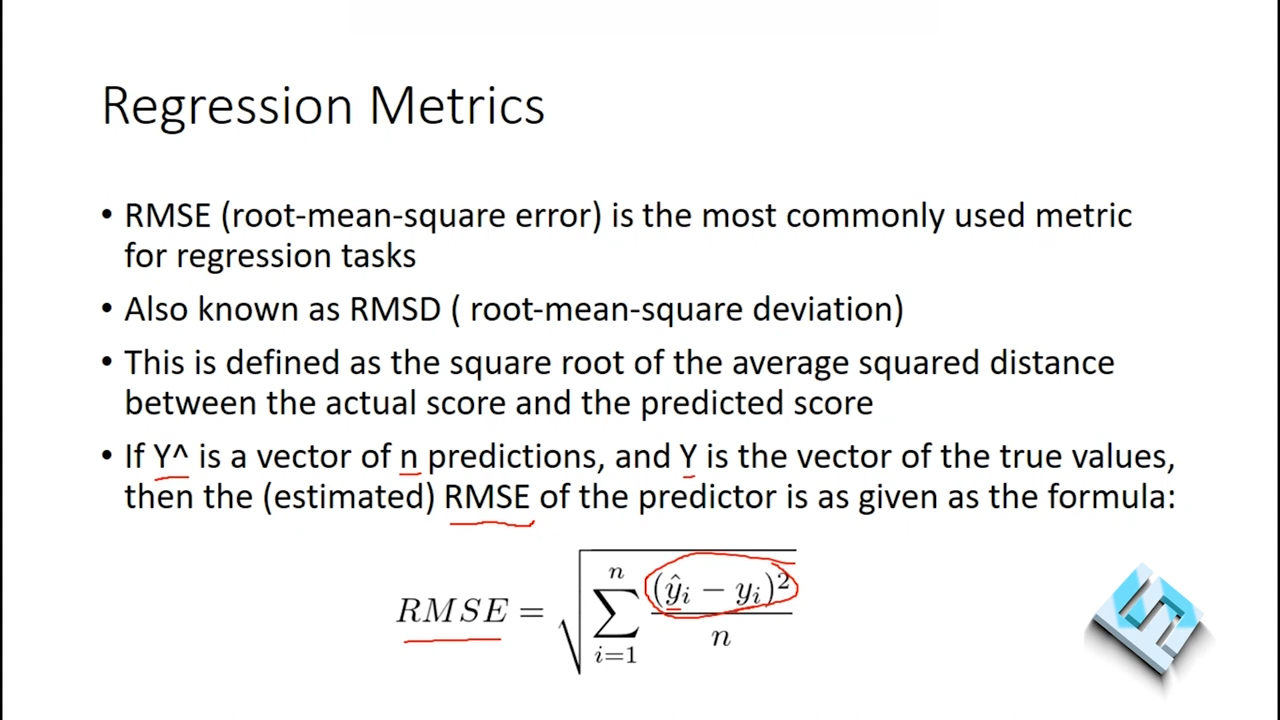 Regression Metrics
• RMSE (root-mean-square error) is the most commonly used metric
for regression tasks
• Also known as RMSD ( root-mean-square deviation)
• This is defined as the square root of the average squared distance
between the actual score and the predicted score
• If Y^ is a vector of n predictions, and Y is the vector of the true values,
then the (estimated) RMSE of the predictor is as given as the formula:
RMSE = √ ∑ i=1 n (ŷi − yi)² / n